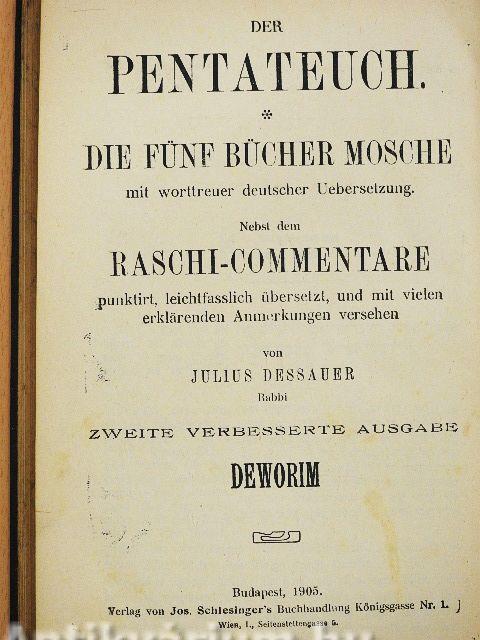 DER
PENTATEUCH.
*
DIE FÜNF BÜCHER MOSCHE
mit worttreuer deutscher Uebersetzung.
Nebst dem
RASCHI-COMMENTARE
punktirt, leichtfasslich übersetzt, und mit vielen
erklärenden Anmerkungen versehen
von
JULIUS DESSAUER
Rabbi
ZWEITE VERBESSERTE AUSGABE
DEWORIM
Budapest, 1905.
Verlag von Jos. Schlesinger's Buchhandlung Königsgasse Nr. 1.
Wien, I., Seitenstettengasse 5.